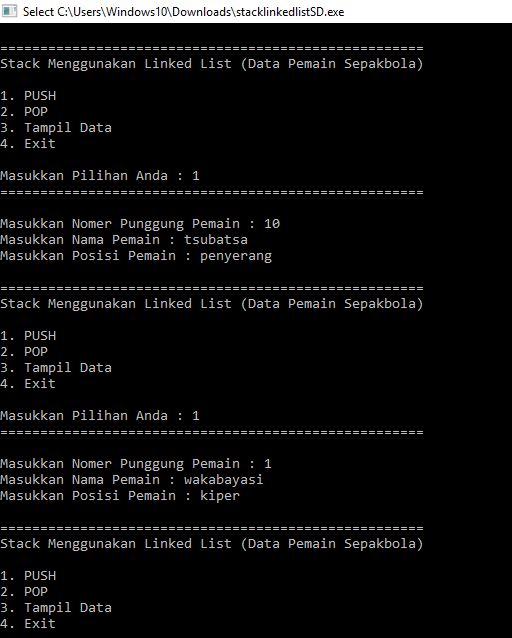 Select C:\Users\Windows10\Downloads\stacklinkedlistSD.exe
=====================================================
Stack Menggunakan Linked List (Data Pemain Sepakbola)
1. PUSH
2. POP
3. Tampil Data
4. Exit
Masukkan Pilihan Anda : 1
=====================================================
Masukkan Nomer Punggung Pemain : 10
Masukkan Nama Pemain : tsubatsa
Masukkan Posisi Pemain : penyerang
=====================================================
Stack Menggunakan Linked List (Data Pemain Sepakbola)
1. PUSH
2. POP
3. Tampil Data
4. Exit
Masukkan Pilihan Anda : 1
=====================================================
Masukkan Nomer Punggung Pemain : 1
Masukkan Nama Pemain : wakabayasi
Masukkan Posisi Pemain : kiper
=====================================================
Stack Menggunakan Linked List (Data Pemain Sepakbola)
1. PUSH
2. POP
3. Tampil Data
4. Exit